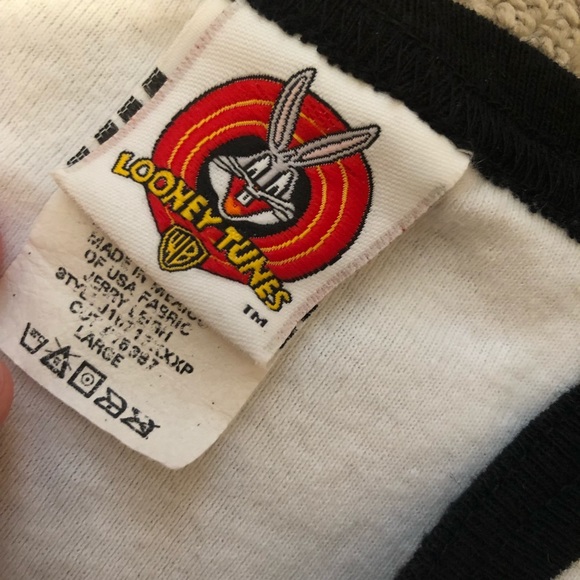 LOONEY TUNES
WB
TM
MADE IN MEXICO
OF USA FABRIC
JERRY LEIGH
LARGE